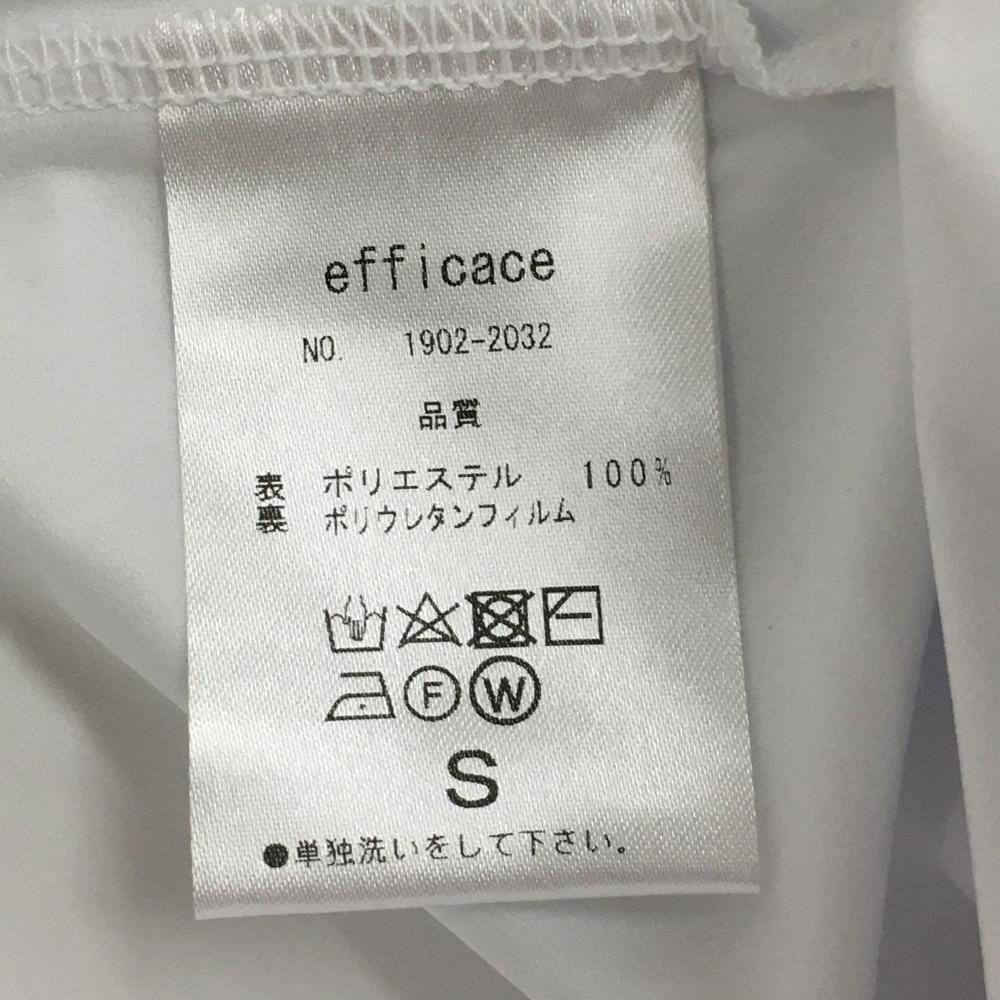 efficace
NO. 1902-2032
品質
表 ポリエステル 100%
裏 ポリウレタンフィルム
F W
S
●単独洗いをして下さい。